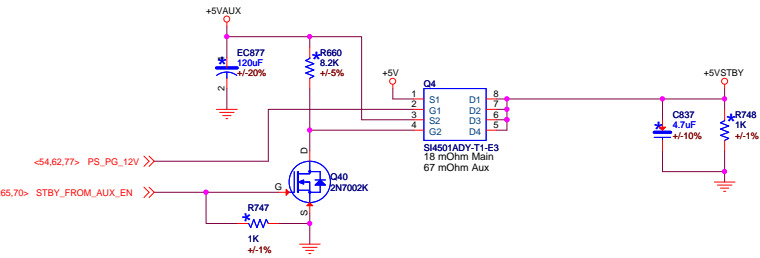 +5VAUX
EC877
120uF
+/-20%
2
R660
8.2K
+/-5%
+5V
Q4
1 S1 D1 8
2 G1 D2 7
3 S2 D3 6
4 G2 D4 5
SI4501ADY-T1-E3
18 mOhm Main
67 mOhm Aux
+5VSTBY
C837
4.7uF
+/-10%
R748
1K
+/-1%
<54,62,77> PS_PG_12V
65,70> STBY_FROM_AUX_EN
D
G
S
Q40
2N7002K
R747
1K
+/-1%